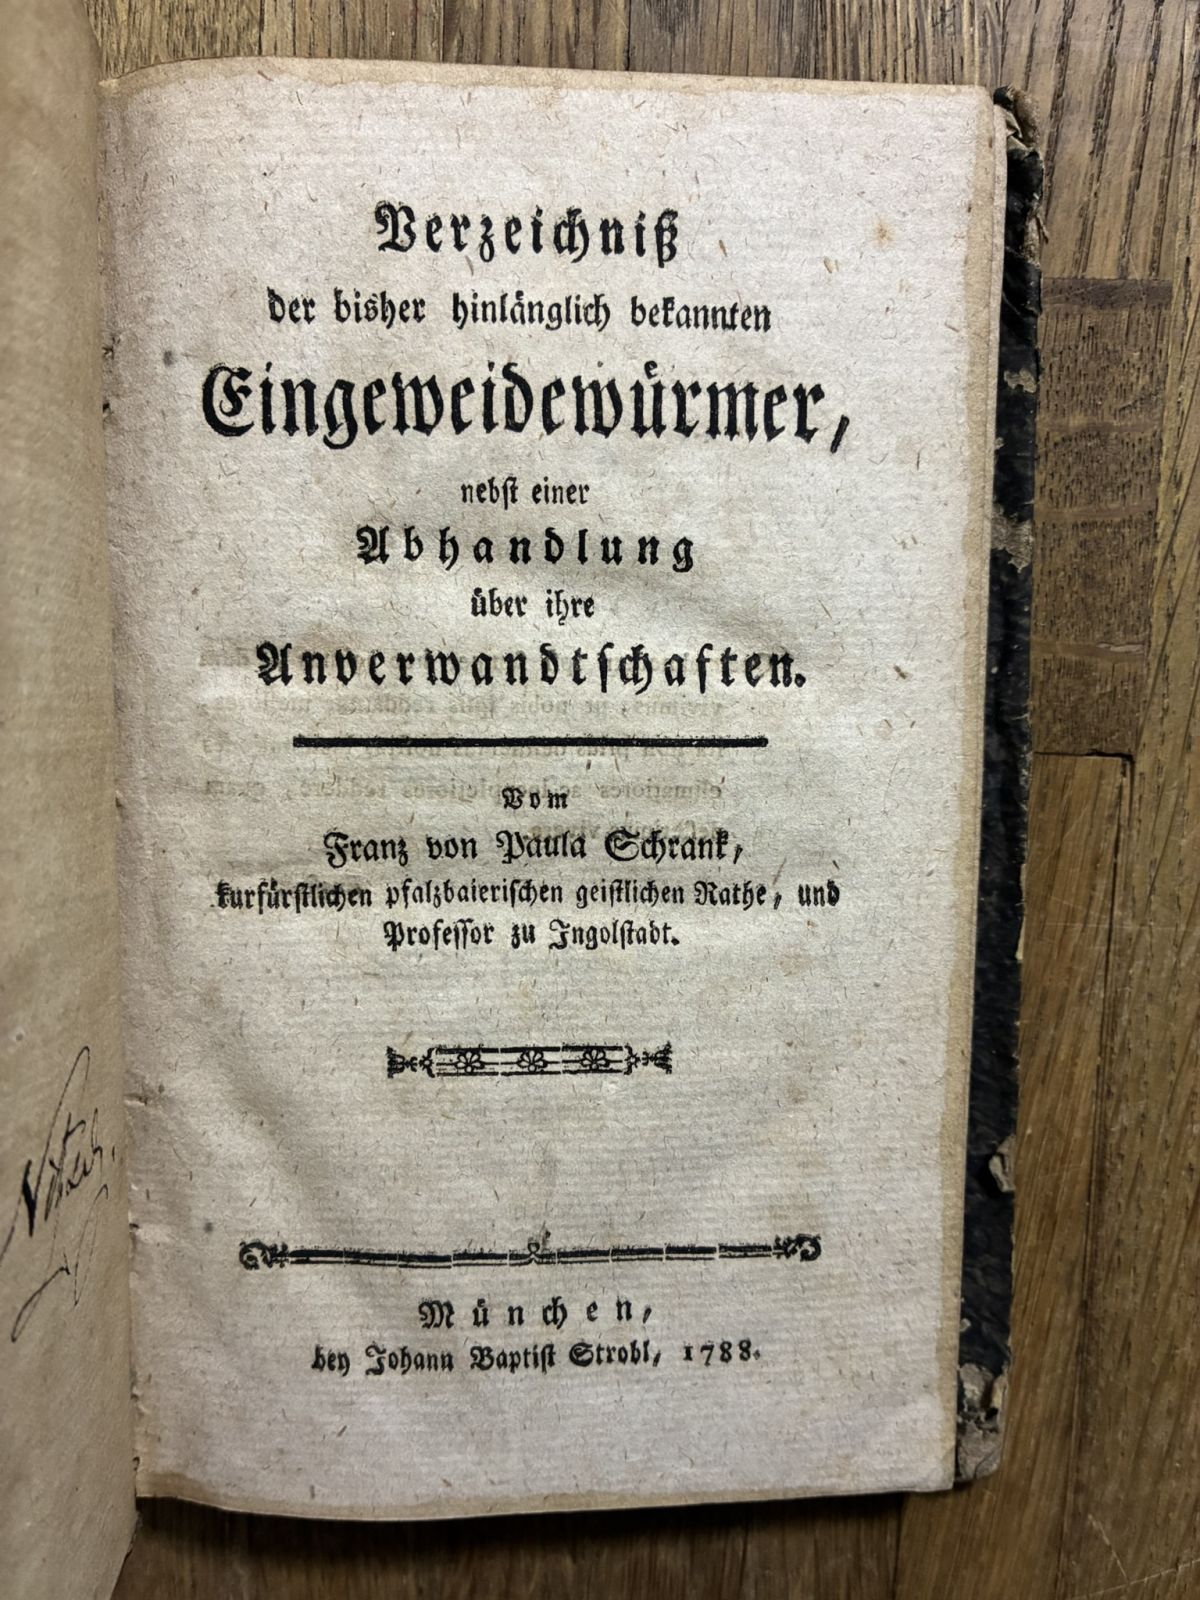 Verzeichniß
der bisher hinlänglich bekannten
Eingeweidewürmer,
nebst einer
Abhandlung
über ihre
Anverwandtschaften.
Vom
Franz von Paula Schrank,
kurfürstlichen pfalzbaierischen geistlichen Rathe, und
Professor zu Ingolstadt.
München,
bey Johann Baptist Strobl, 1788.